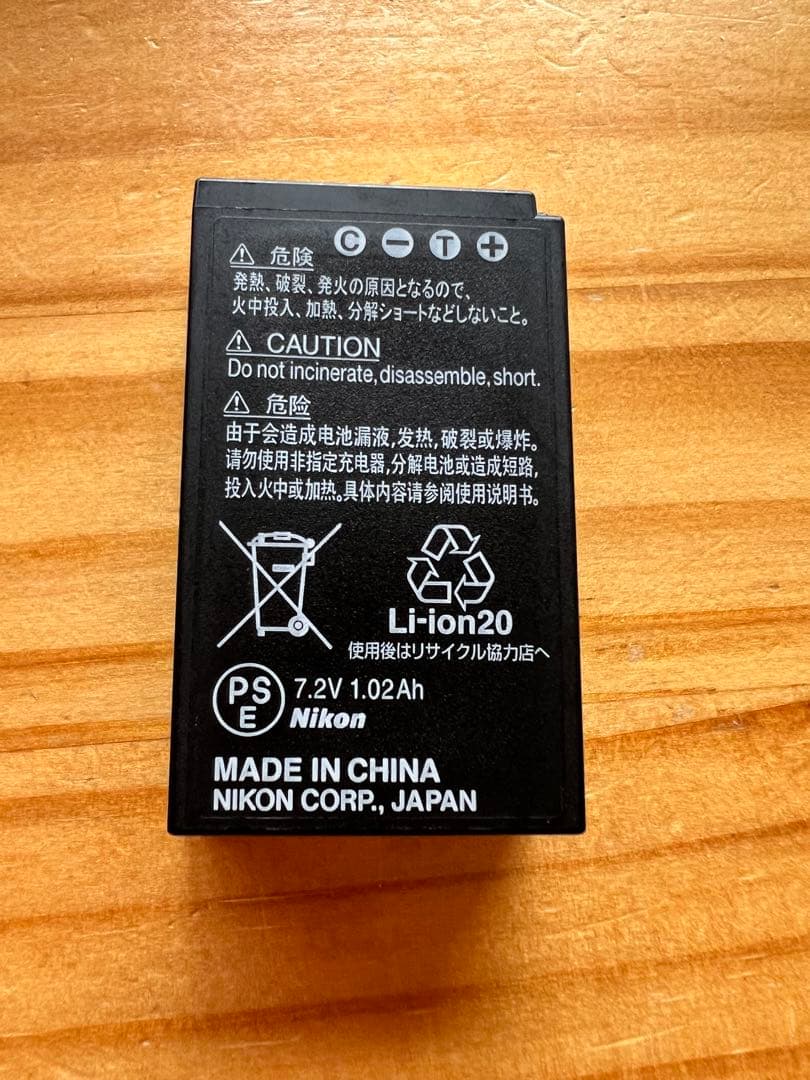 C − T +
⚠ 危険
発熱、破裂、発火の原因となるので、
火中投入、加熱、分解ショートなどしないこと。
⚠ CAUTION
Do not incinerate, disassemble, short.
⚠ 危险
由于会造成电池漏液,发热,破裂或爆炸。
请勿使用非指定充电器,分解电池或造成短路,
投入火中或加热。具体内容请参阅使用说明书。
Li-ion20
使用後はリサイクル協力店へ
PS
E
7.2V 1.02Ah
Nikon
MADE IN CHINA
NIKON CORP., JAPAN